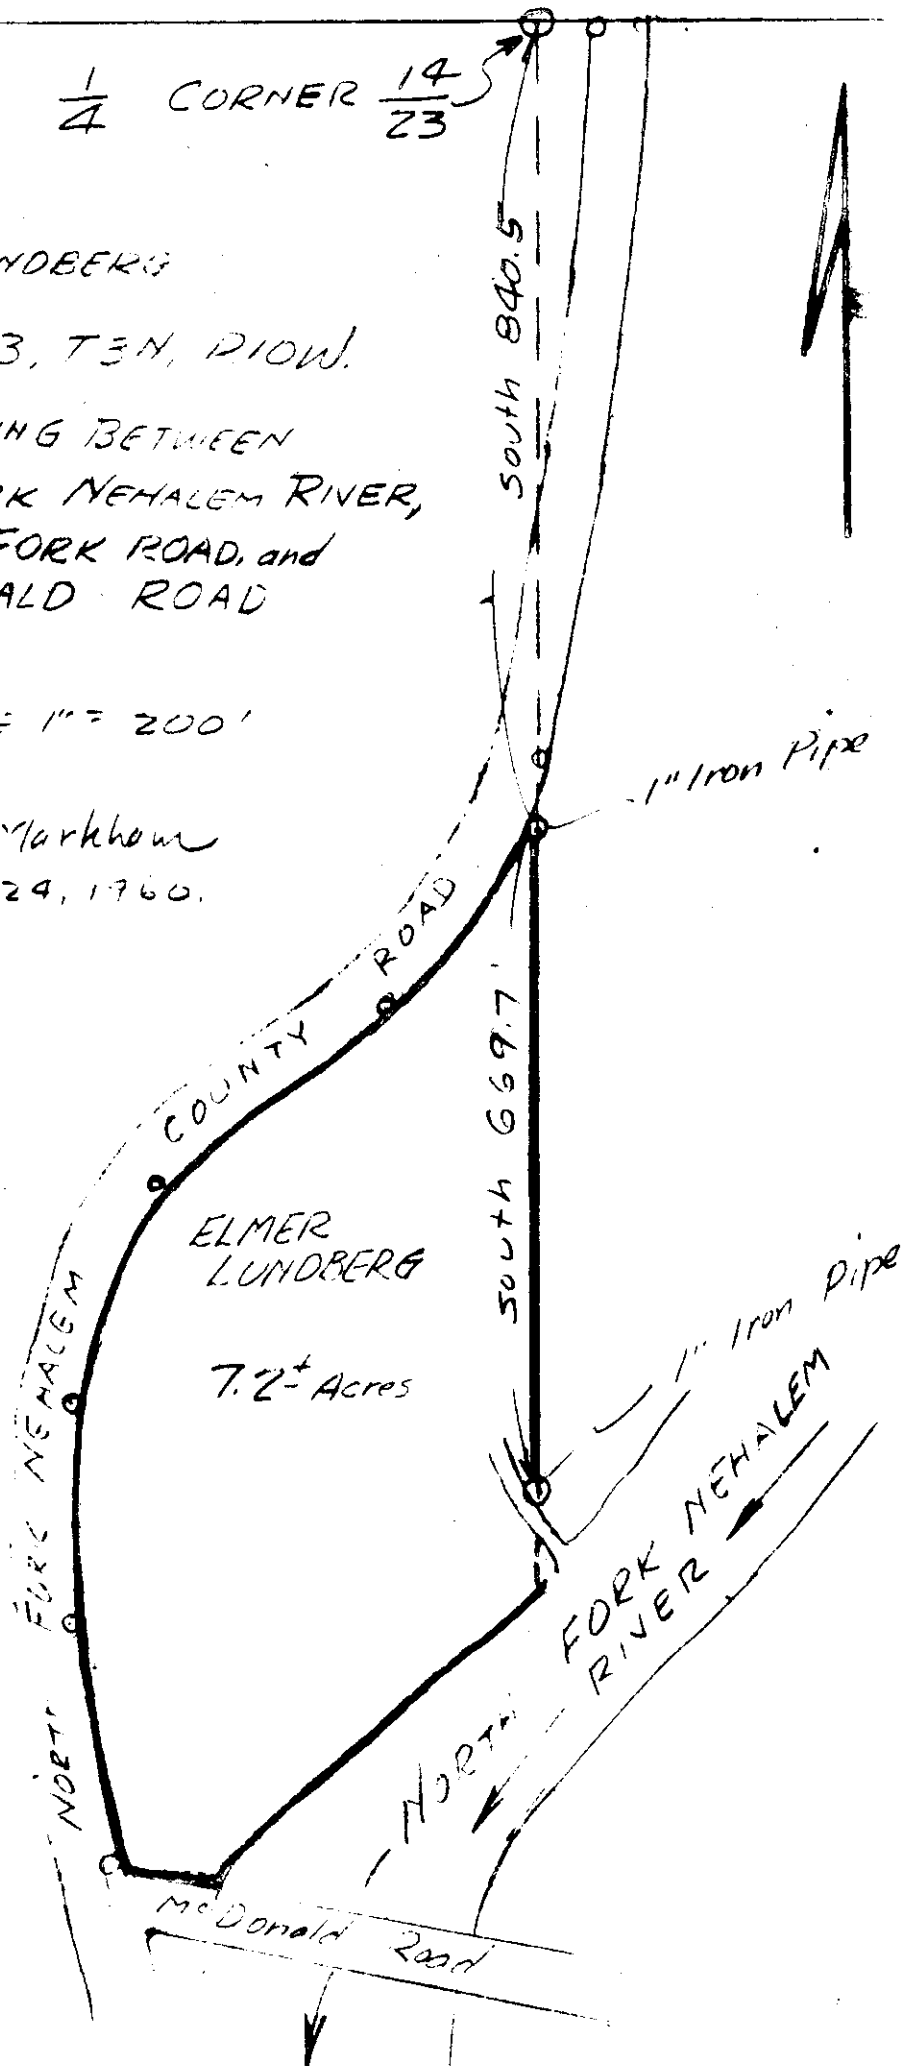 1/4 CORNER 14/23
NDBERG
3, T3N, R10W.
NG BETWEEN
RK NEHALEM RIVER,
FORK ROAD, and
ALD ROAD
E 1" = 200'
Markham
24, 1960.
South 840.5
1" Iron Pipe
COUNTY ROAD
South 669.7'
ELMER
LUNDBERG
7.2± Acres
1" Iron Pipe
NORTH FORK NEHALEM
NORTH FORK NEHALEM
RIVER
McDonald Road